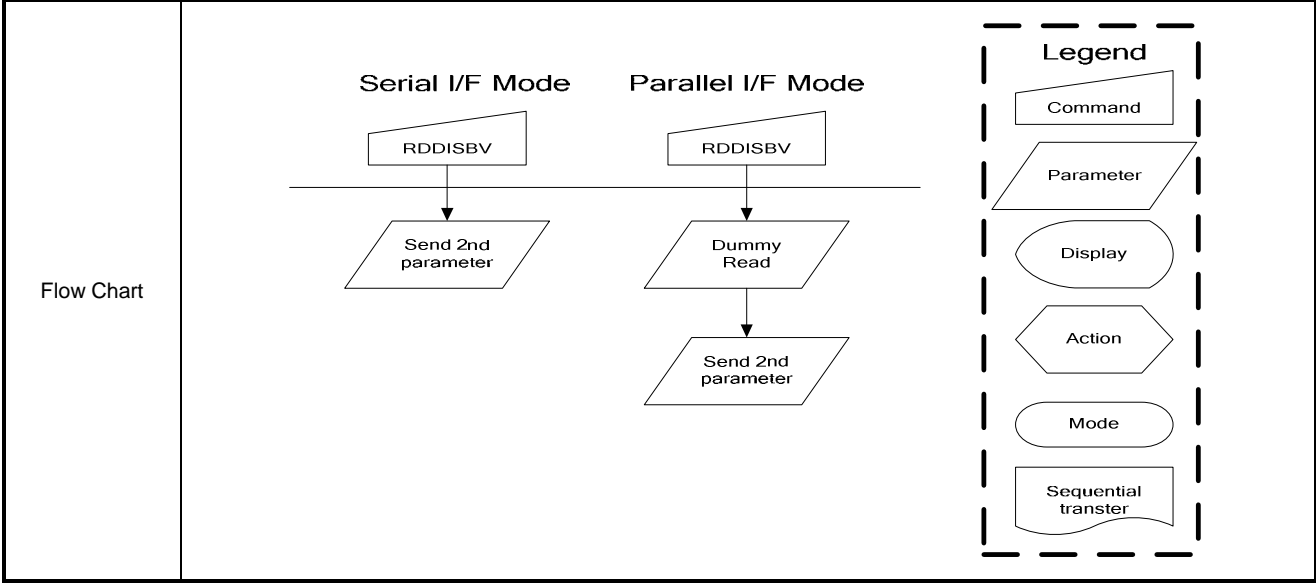 Flow Chart
Serial I/F Mode
RDDISBV
Send 2nd
parameter
Parallel I/F Mode
RDDISBV
Dummy
Read
Send 2nd
parameter
Legend
Command
Parameter
Display
Action
Mode
Sequential
transter